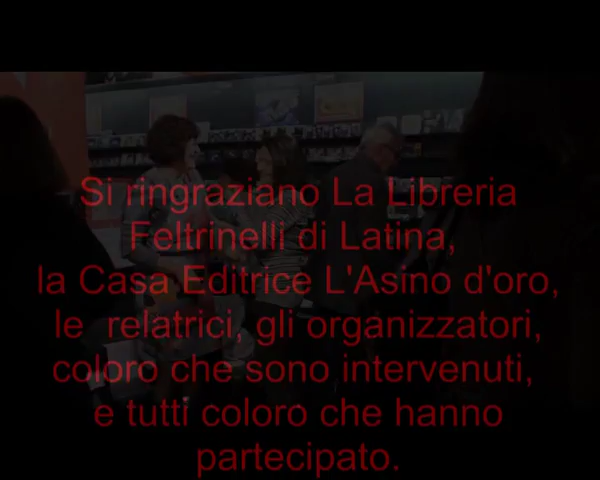 Si ringraziano La Libreria
Feltrinelli di Latina,
la Casa Editrice L'Asino d'oro,
le relatrici, gli organizzatori,
coloro che sono intervenuti,
e tutti coloro che hanno
partecipato.